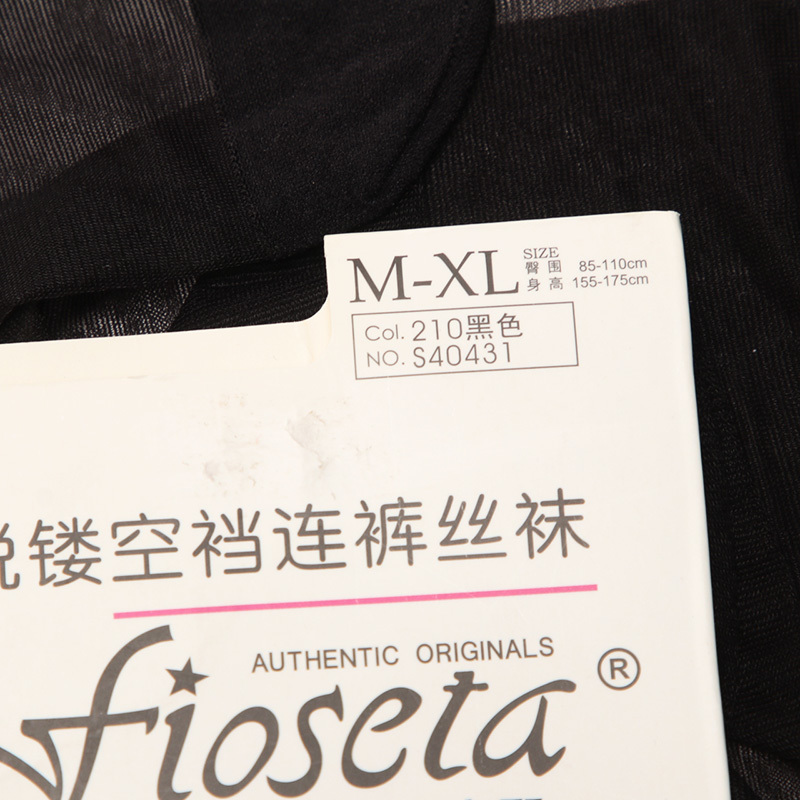 M-XL SIZE
臀围 85-110cm
身高 155-175cm
Col. 210黑色
NO. S40431
镂空裆连裤丝袜
AUTHENTIC ORIGINALS
fioseta ®